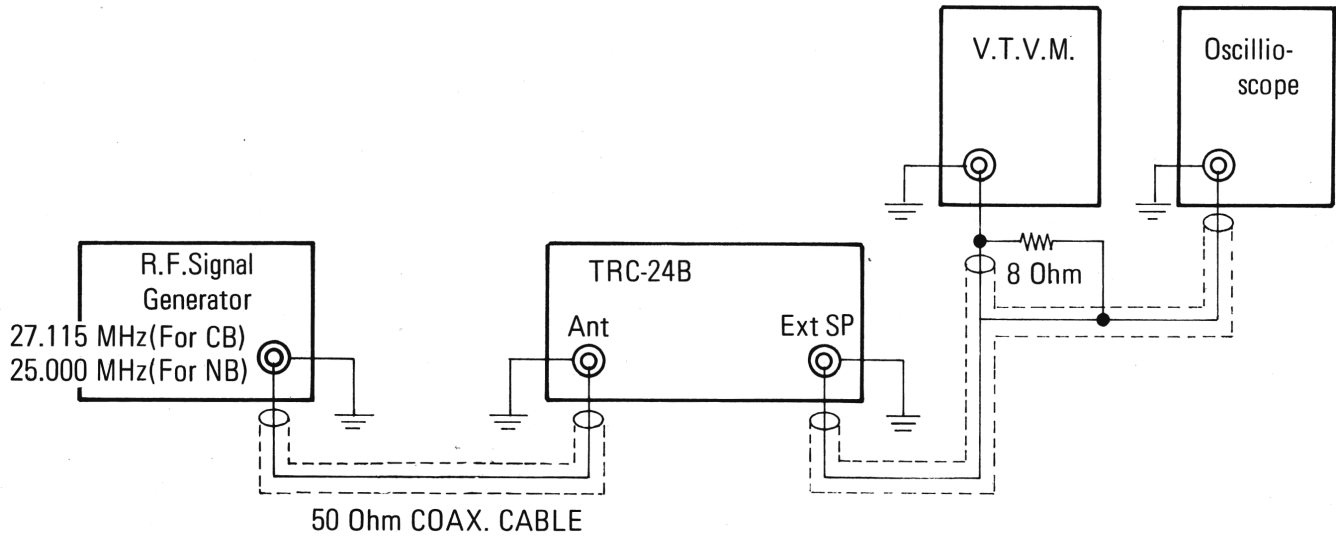 V.T.V.M.
Oscillio-
scope
R.F.Signal
Generator
27.115 MHz(For CB)
25.000 MHz(For NB)
TRC-24B
Ant
Ext SP
8 Ohm
50 Ohm COAX. CABLE